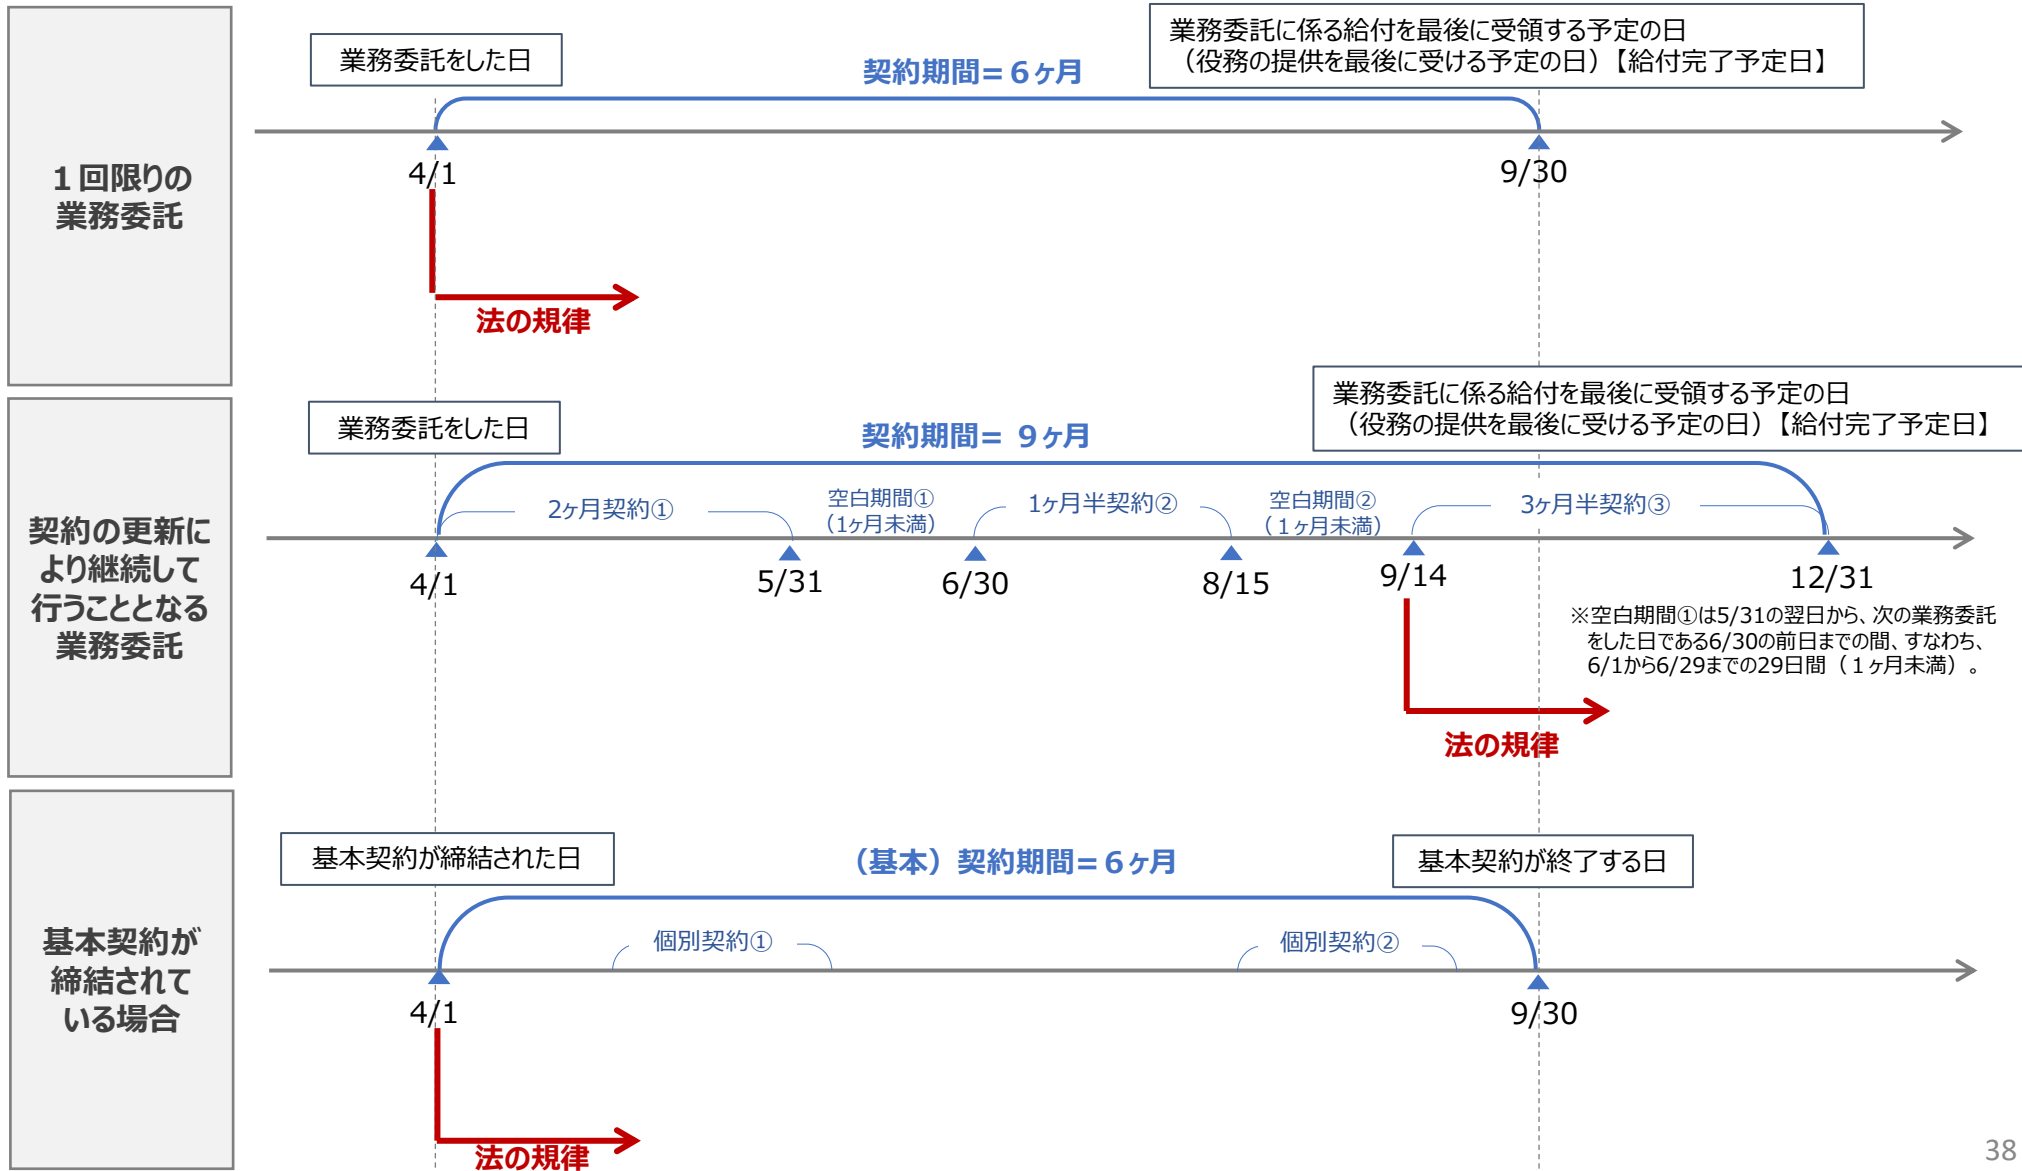 1回限りの
業務委託
業務委託をした日
契約期間=6ヶ月
業務委託に係る給付を最後に受領する予定の日
（役務の提供を最後に受ける予定の日）【給付完了予定日】
4/1
9/30
法の規律
契約の更新に
より継続して
行うこととなる
業務委託
業務委託をした日
契約期間= 9ヶ月
業務委託に係る給付を最後に受領する予定の日
（役務の提供を最後に受ける予定の日）【給付完了予定日】
2ヶ月契約①
空白期間①
（1ヶ月未満）
1ヶ月半契約②
空白期間②
（1ヶ月未満）
3ヶ月半契約③
4/1
5/31
6/30
8/15
9/14
12/31
※空白期間①は5/31の翌日から、次の業務委託
をした日である6/30の前日までの間、すなわち、
6/1から6/29までの29日間（1ヶ月未満）。
法の規律
基本契約が
締結されて
いる場合
基本契約が締結された日
（基本）契約期間=6ヶ月
基本契約が終了する日
個別契約①
個別契約②
4/1
9/30
法の規律
38